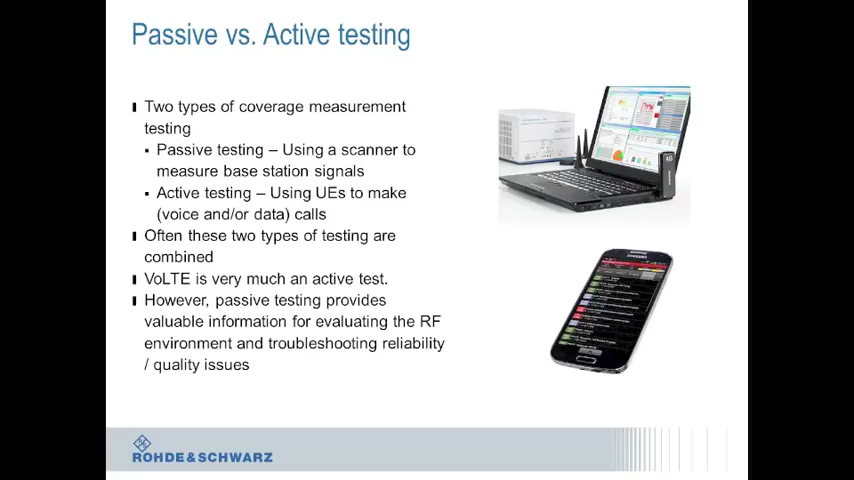 Passive vs. Active testing
Two types of coverage measurement
testing
Passive testing – Using a scanner to
measure base station signals
Active testing – Using UEs to make
(voice and/or data) calls
Often these two types of testing are
combined
VoLTE is very much an active test.
However, passive testing provides
valuable information for evaluating the RF
environment and troubleshooting reliability
/ quality issues
4G
SAMSUNG
ROHDE & SCHWARZ